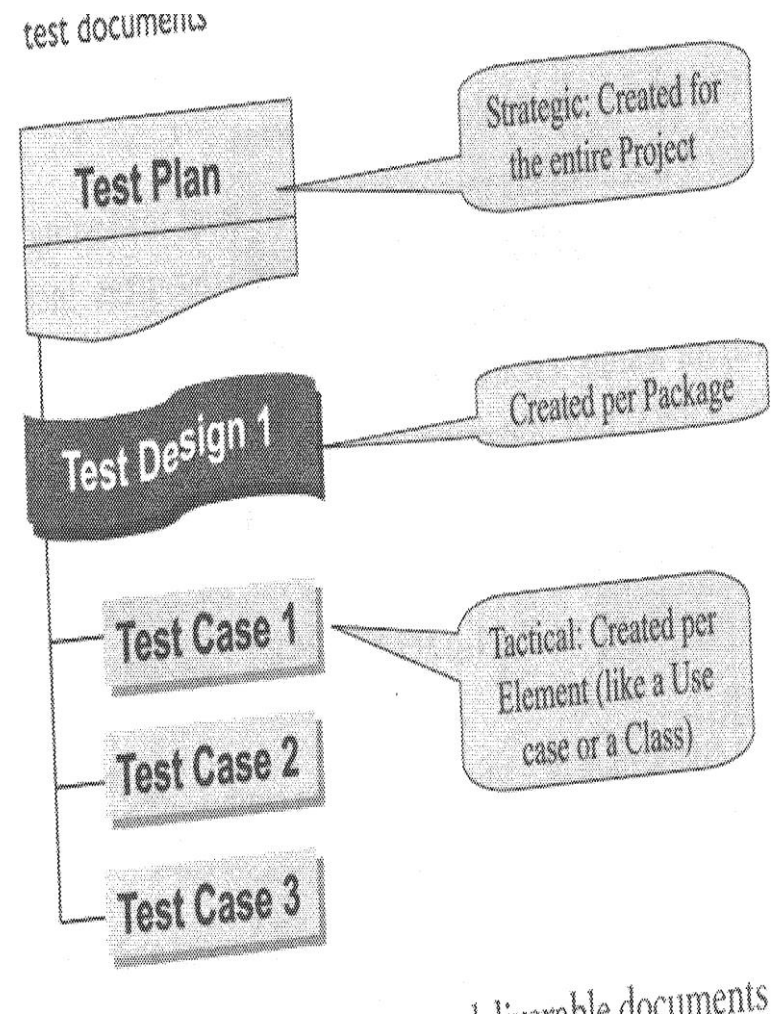 test documents
Test Plan
Strategic: Created for
the entire Project
Test Design 1
Created per Package
Test Case 1
Tactical: Created per
Element (like a Use
case or a Class)
Test Case 2
Test Case 3
documents